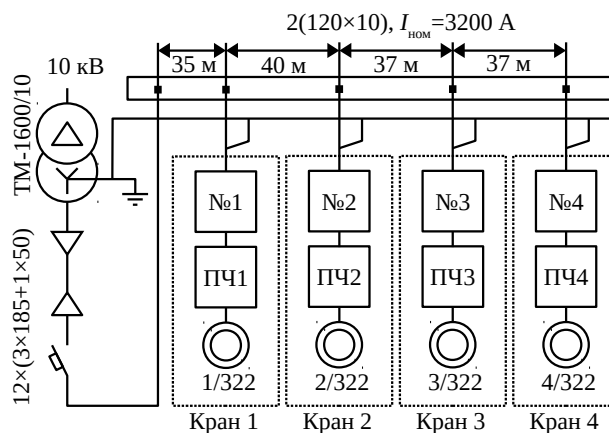 2(120×10), Iном=3200 А
35 м 40 м 37 м 37 м
10 кВ
ТМ-1600/10
12×(3×185+1×50)
№1 №2 №3 №4
ПЧ1 ПЧ2 ПЧ3 ПЧ4
1/322 2/322 3/322 4/322
Кран 1 Кран 2 Кран 3 Кран 4